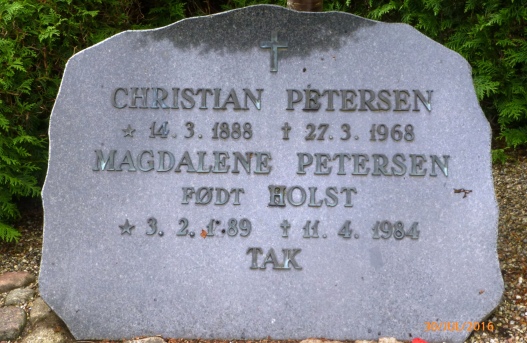 CHRISTIAN PETERSEN
★ 14. 3. 1888 † 27. 3. 1968
MAGDALENE PETERSEN
FØDT HOLST
★ 3. 2. 1889 † 11. 4. 1984
TAK